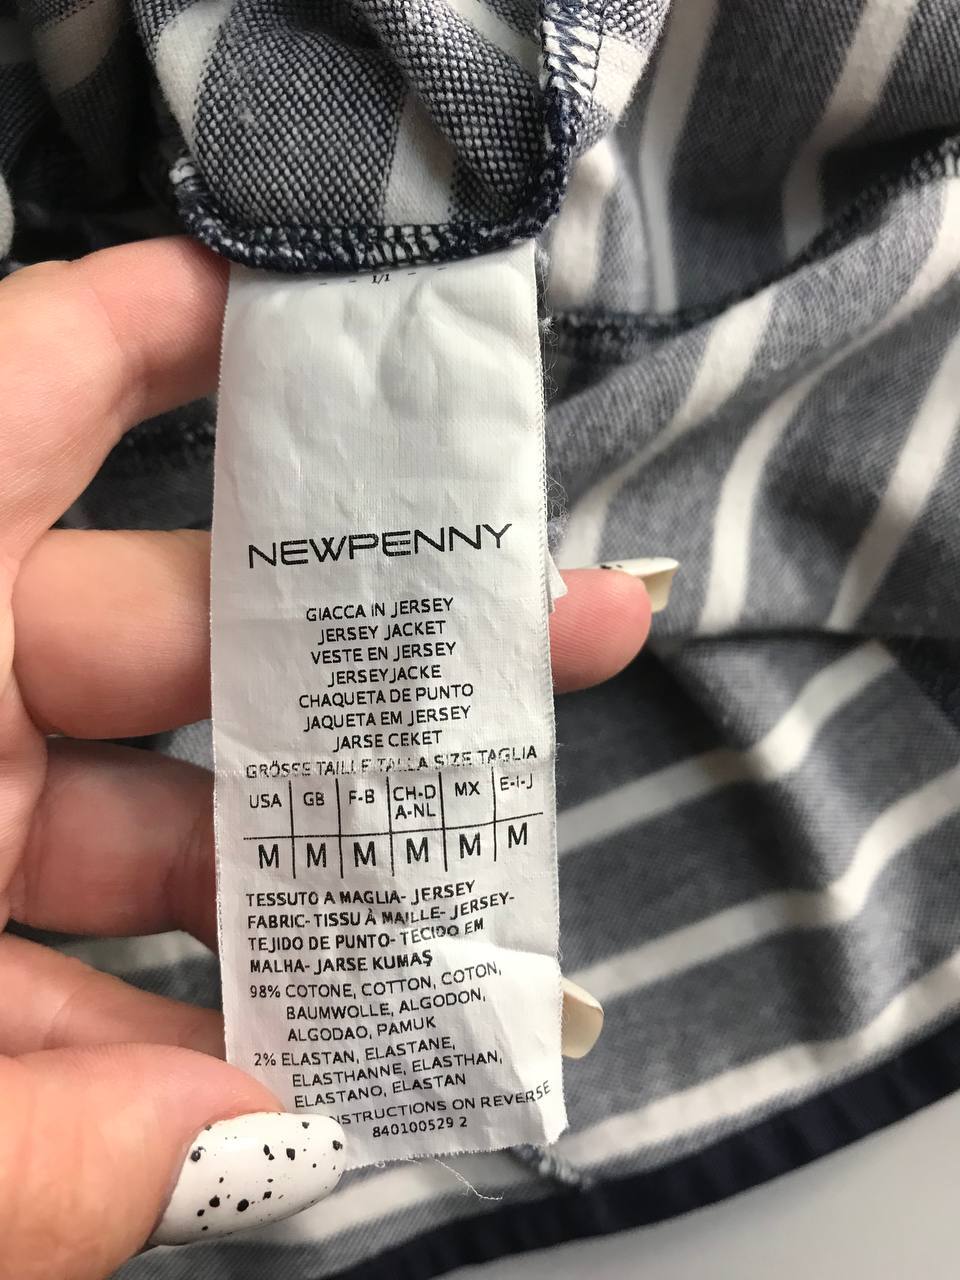 1/1
NEWPENNY
GIACCA IN JERSEY
JERSEY JACKET
VESTE EN JERSEY
JERSEYJACKE
CHAQUETA DE PUNTO
JAQUETA EM JERSEY
JARSE CEKET
GRÖSSE TAILLE TALLA SIZE TAGLIA
USA GB F-B CH-D A-NL MX E-I-J
M M M M M M
TESSUTO A MAGLIA- JERSEY
FABRIC- TISSU À MAILLE- JERSEY-
TEJIDO DE PUNTO- TECIDO EM
MALHA- JARSE KUMAŞ
98% COTONE, COTTON, COTON,
BAUMWOLLE, ALGODON,
ALGODAO, PAMUK
2% ELASTAN, ELASTANE,
ELASTHANNE, ELASTHAN,
ELASTANO, ELASTAN
NSTRUCTIONS ON REVERSE
840100529 2